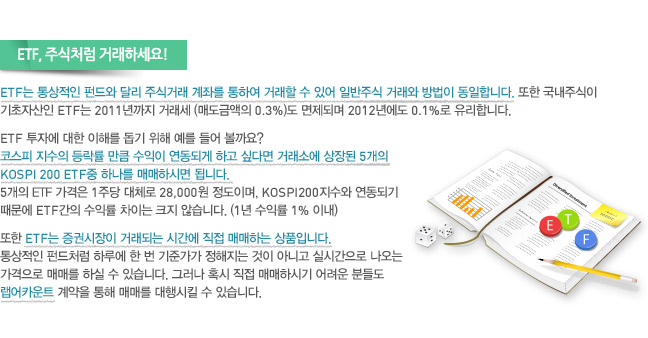 ETF, 주식처럼 거래하세요!
ETF는 통상적인 펀드와 달리 주식거래 계좌를 통하여 거래할 수 있어 일반주식 거래와 방법이 동일합니다. 또한 국내주식이
기초자산인 ETF는 2011년까지 거래세 (매도금액의 0.3%)도 면제되며 2012년에도 0.1%로 유리합니다.
ETF 투자에 대한 이해를 돕기 위해 예를 들어 볼까요?
코스피 지수의 등락률 만큼 수익이 연동되게 하고 싶다면 거래소에 상장된 5개의
KOSPI 200 ETF중 하나를 매매하시면 됩니다.
5개의 ETF 가격은 1주당 대체로 28,000원 정도이며, KOSPI200지수와 연동되기
때문에 ETF간의 수익률 차이는 크지 않습니다. (1년 수익률 1% 이내)
또한 ETF는 증권시장이 거래되는 시간에 직접 매매하는 상품입니다.
통상적인 펀드처럼 하루에 한 번 기준가가 정해지는 것이 아니고 실시간으로 나오는
가격으로 매매를 하실 수 있습니다. 그러나 혹시 직접 매매하시기 어려운 분들도
랩어카운트 계약을 통해 매매를 대행시킬 수 있습니다.
Diversified Investment
E T F